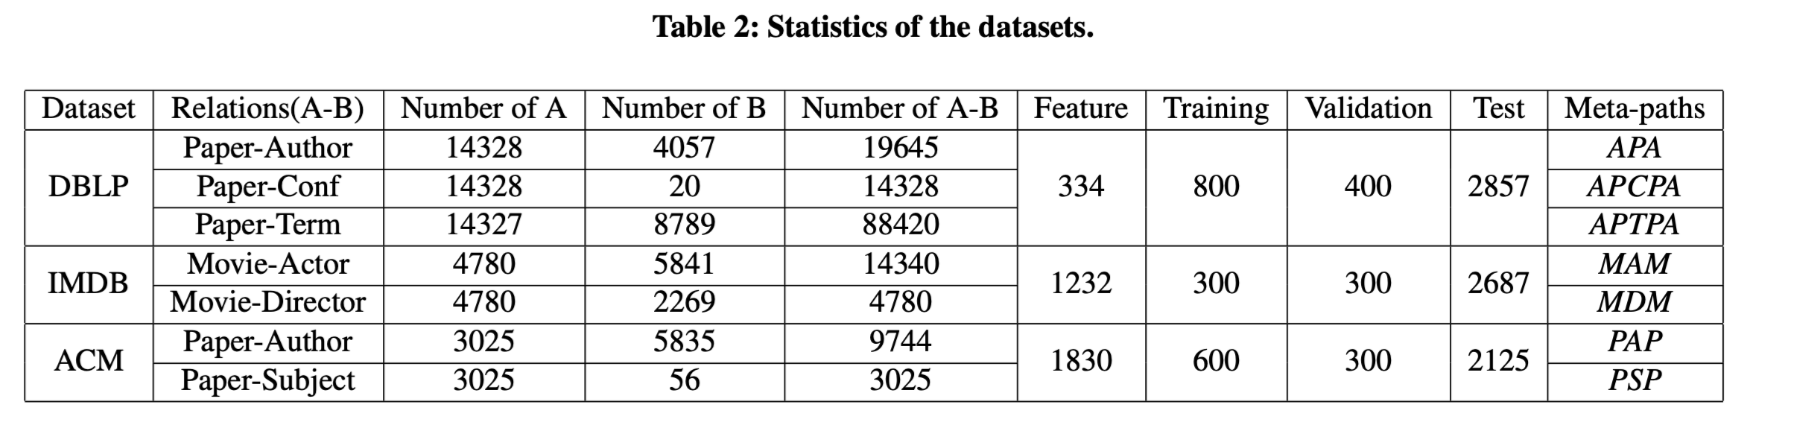 Table 2: Statistics of the datasets.
Dataset Relations(A-B) Number of A Number of B Number of A-B Feature Training Validation Test Meta-paths
DBLP Paper-Author 14328 4057 19645 334 800 400 2857 APA
Paper-Conf 14328 20 14328 APCPA
Paper-Term 14327 8789 88420 APTPA
IMDB Movie-Actor 4780 5841 14340 1232 300 300 2687 MAM
Movie-Director 4780 2269 4780 MDM
ACM Paper-Author 3025 5835 9744 1830 600 300 2125 PAP
Paper-Subject 3025 56 3025 PSP